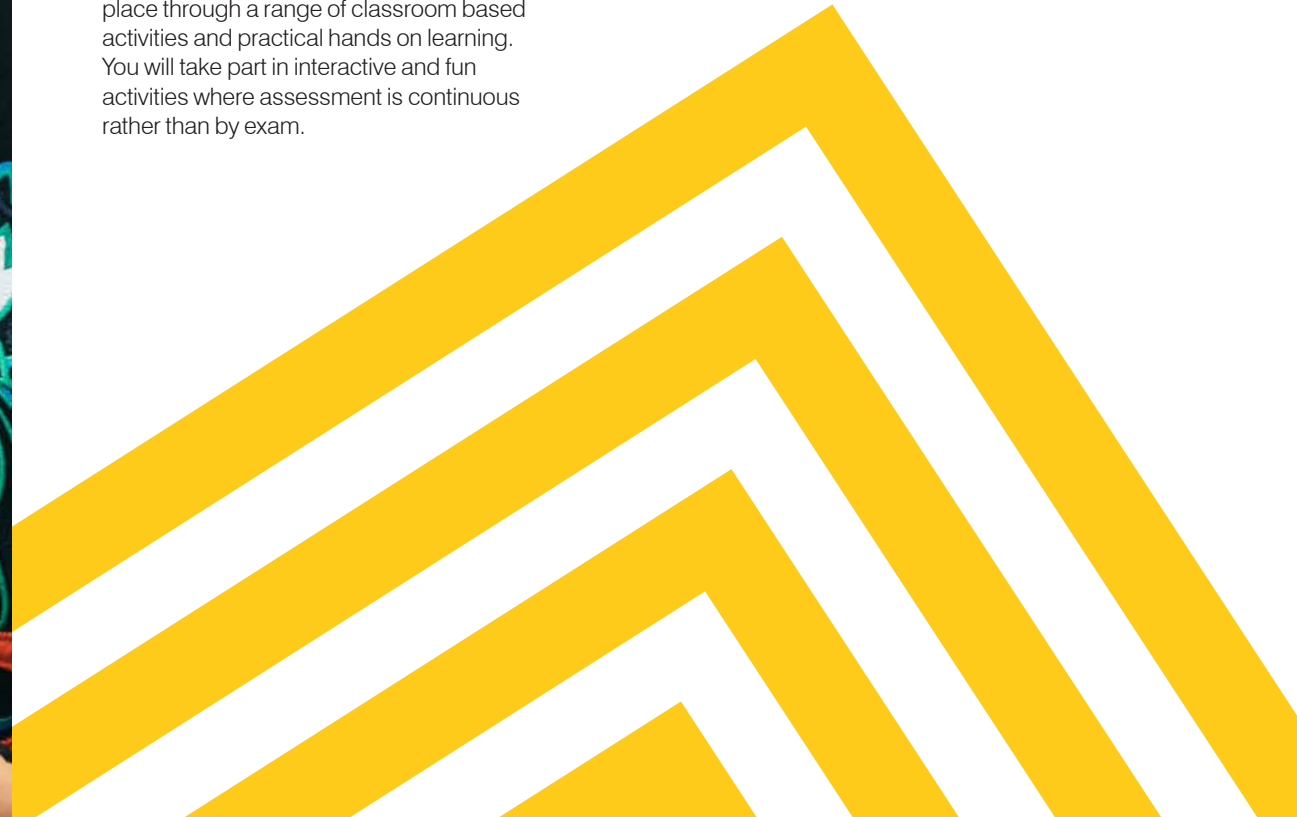 place through a range of classroom based
activities and practical hands on learning.
You will take part in interactive and fun
activities where assessment is continuous
rather than by exam.